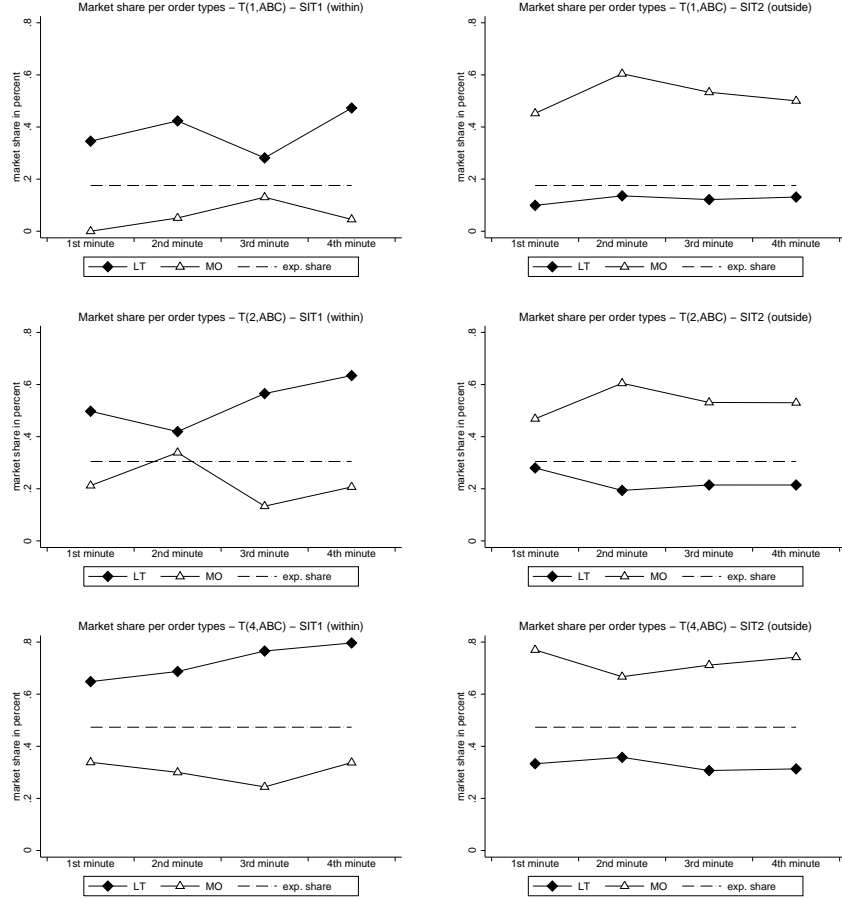 Market share per order types – T(1,ABC) – SIT1 (within)
market share in percent
0 .2 .4 .6 .8
1st minute 2nd minute 3rd minute 4th minute
LT MO exp. share
Market share per order types – T(1,ABC) – SIT2 (outside)
market share in percent
0 .2 .4 .6 .8
1st minute 2nd minute 3rd minute 4th minute
LT MO exp. share
Market share per order types – T(2,ABC) – SIT1 (within)
market share in percent
0 .2 .4 .6 .8
1st minute 2nd minute 3rd minute 4th minute
LT MO exp. share
Market share per order types – T(2,ABC) – SIT2 (outside)
market share in percent
0 .2 .4 .6 .8
1st minute 2nd minute 3rd minute 4th minute
LT MO exp. share
Market share per order types – T(4,ABC) – SIT1 (within)
market share in percent
0 .2 .4 .6 .8
1st minute 2nd minute 3rd minute 4th minute
LT MO exp. share
Market share per order types – T(4,ABC) – SIT2 (outside)
market share in percent
0 .2 .4 .6 .8
1st minute 2nd minute 3rd minute 4th minute
LT MO exp. share